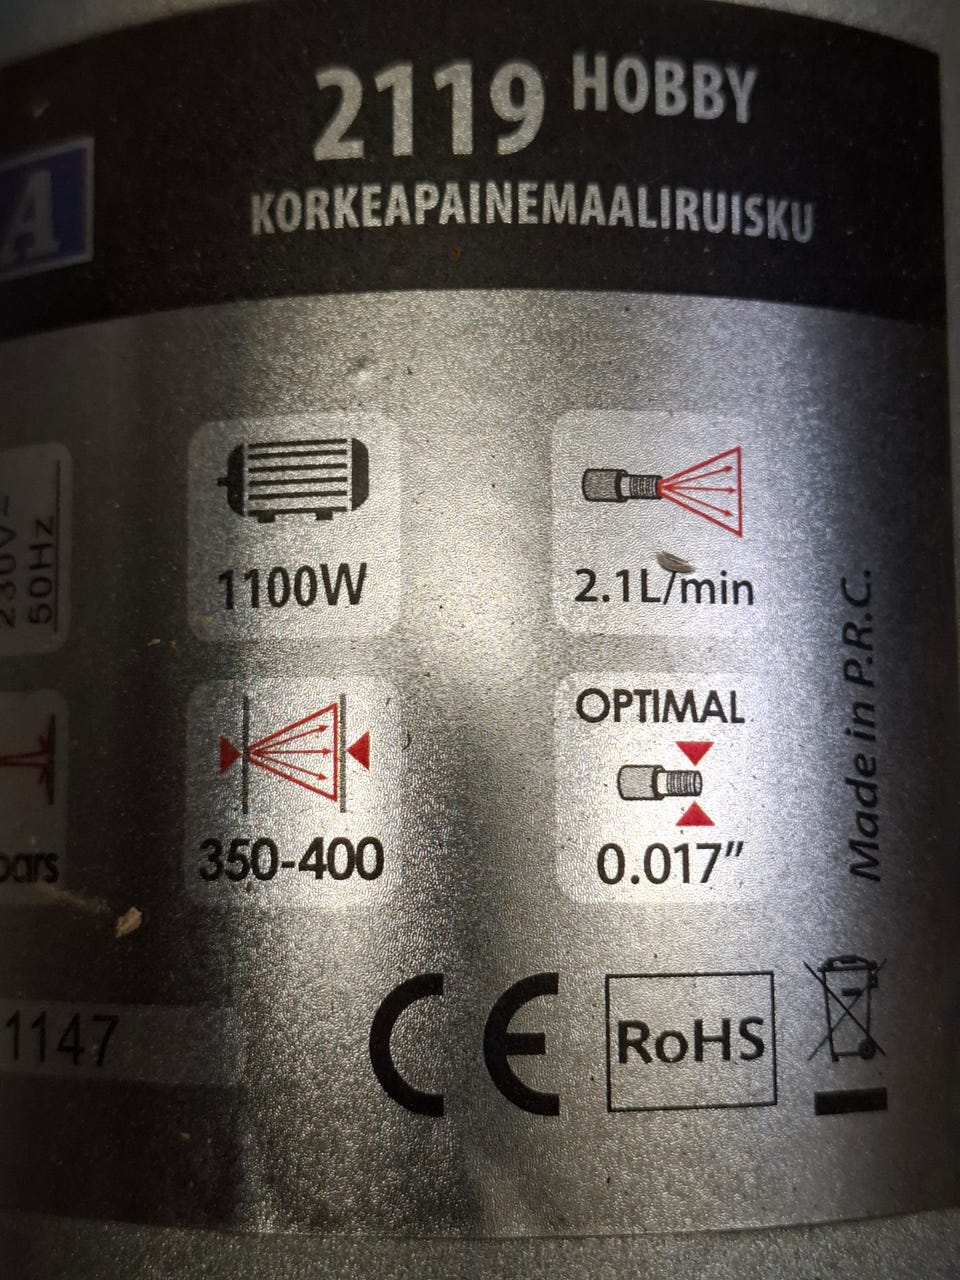 2119 HOBBY
A
KORKEAPAINEMAALIRUISKU
230V~
50Hz
1100W
2.1L/min
OPTIMAL
bars
350-400
0.017"
Made in P.R.C.
1147
CE
RoHS